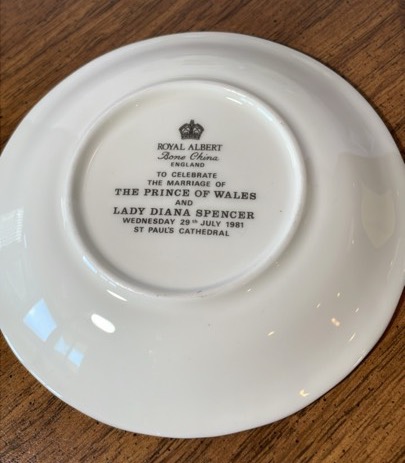 ROYAL ALBERT
Bone China
ENGLAND
TO CELEBRATE
THE MARRIAGE OF
THE PRINCE OF WALES
AND
LADY DIANA SPENCER
WEDNESDAY 29th JULY 1981
ST PAUL'S CATHEDRAL